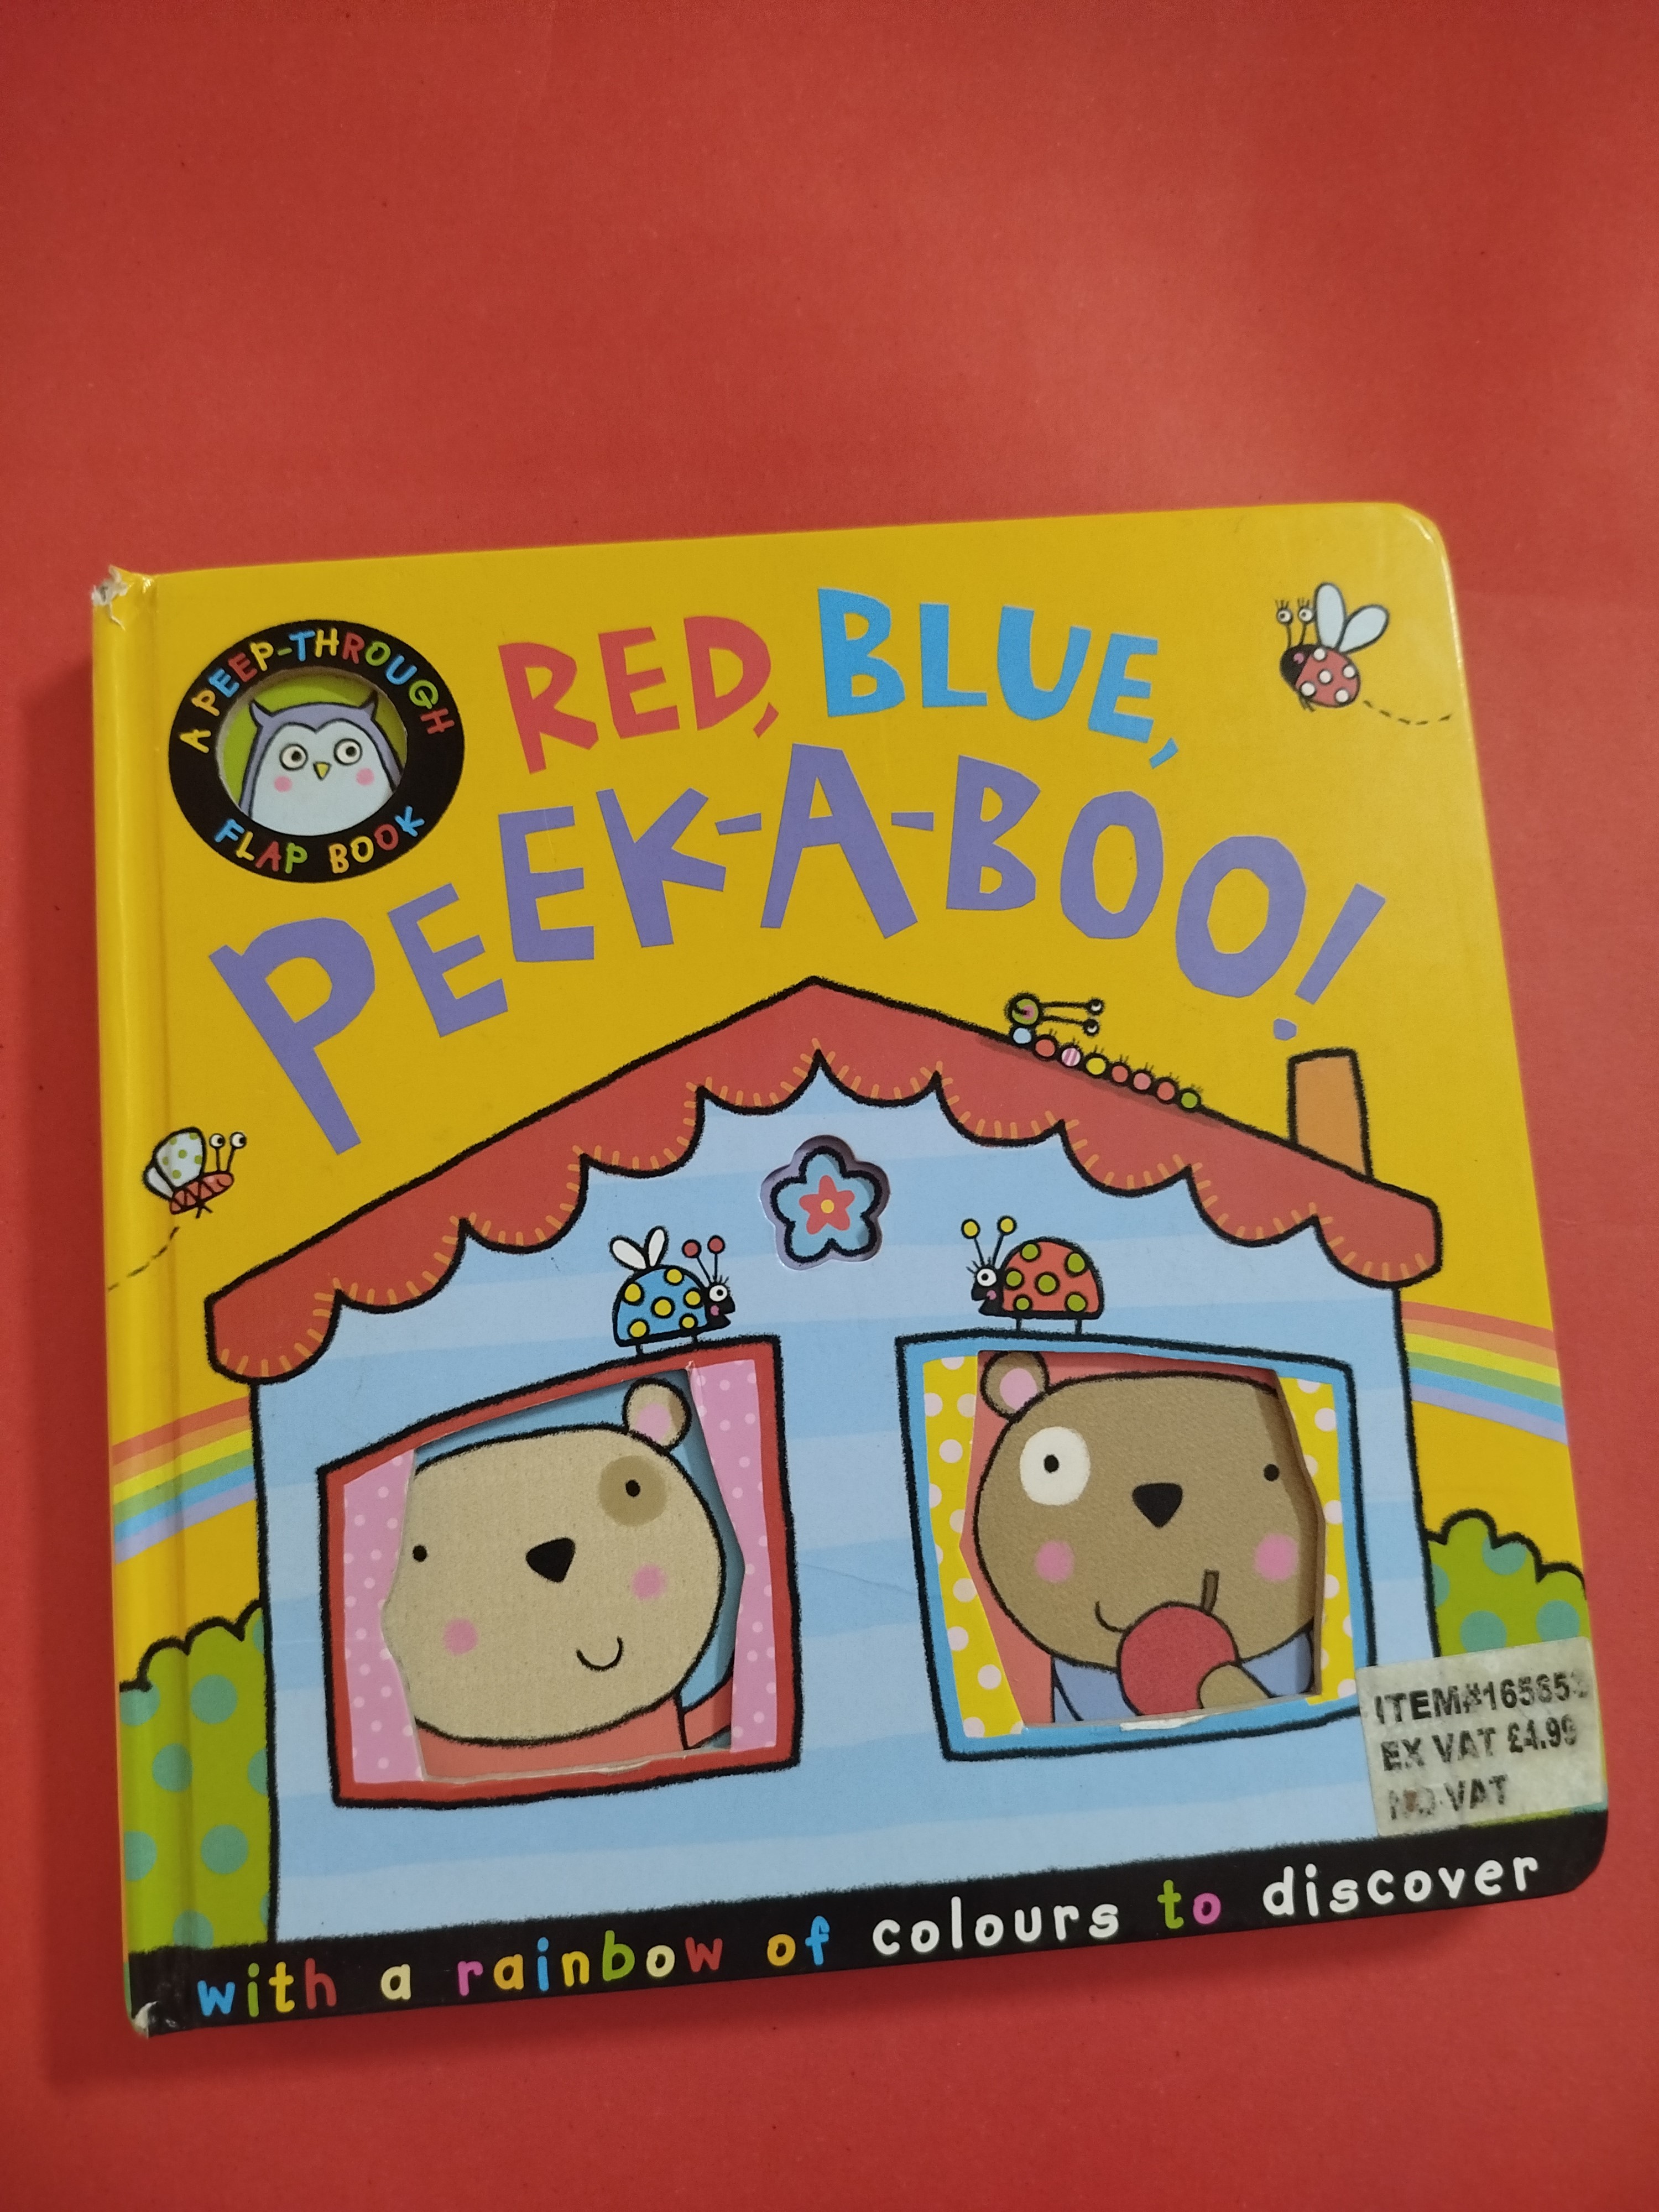 A PEEP-THROUGH
FLAP BOOK
RED, BLUE,
PEEK-A-BOO!
EX VAT £4.99
NO VAT
with a rainbow of colours to discover